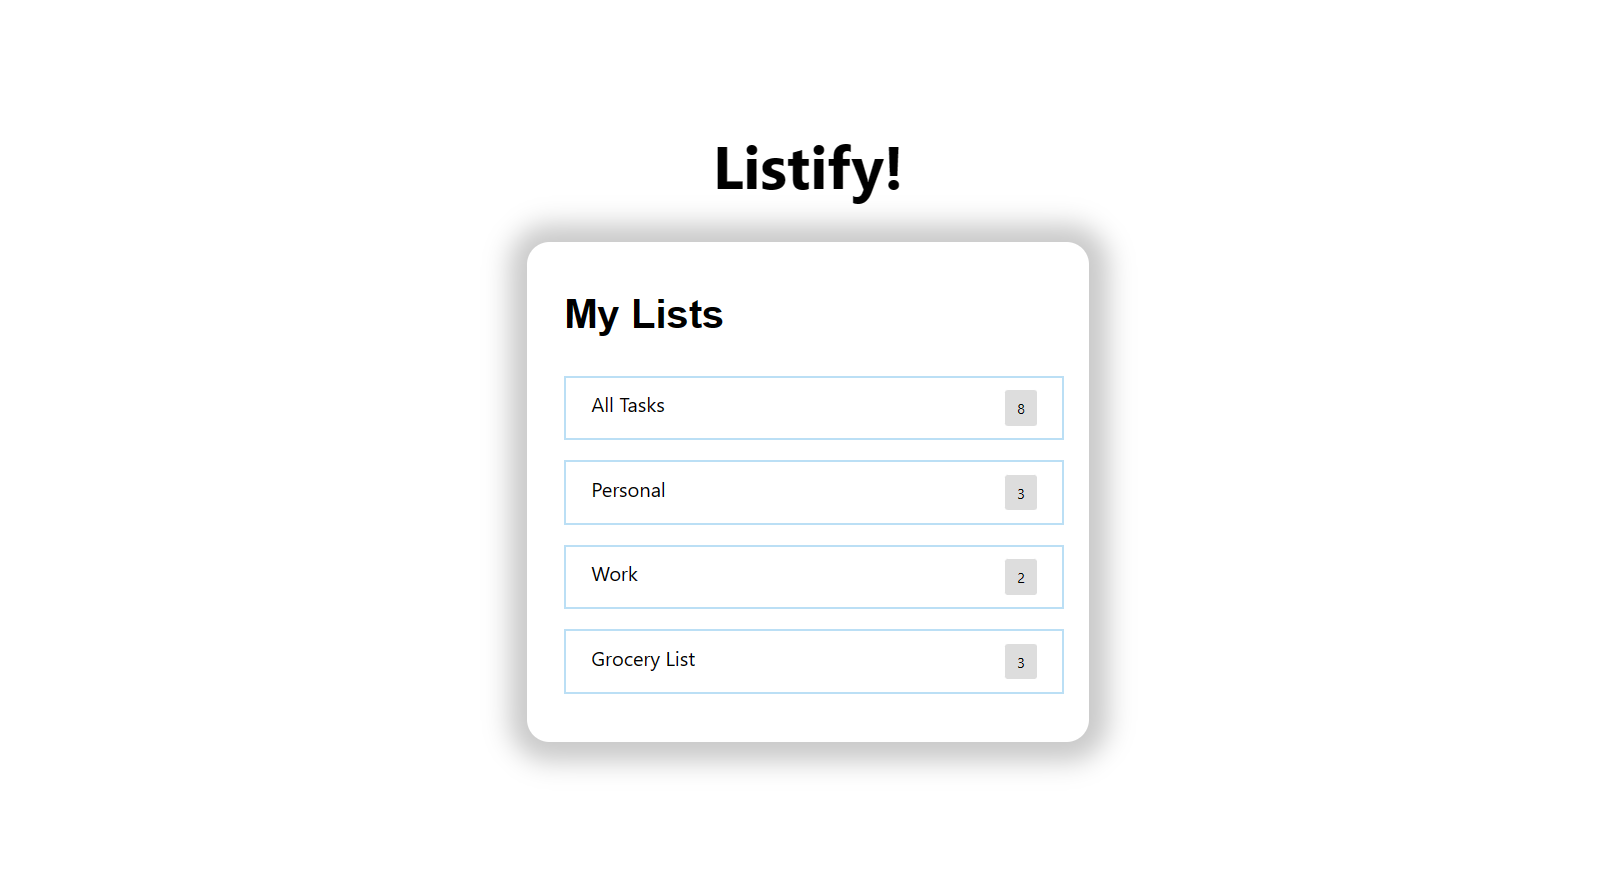 Listify!
My Lists
All Tasks 8
Personal 3
Work 2
Grocery List 3